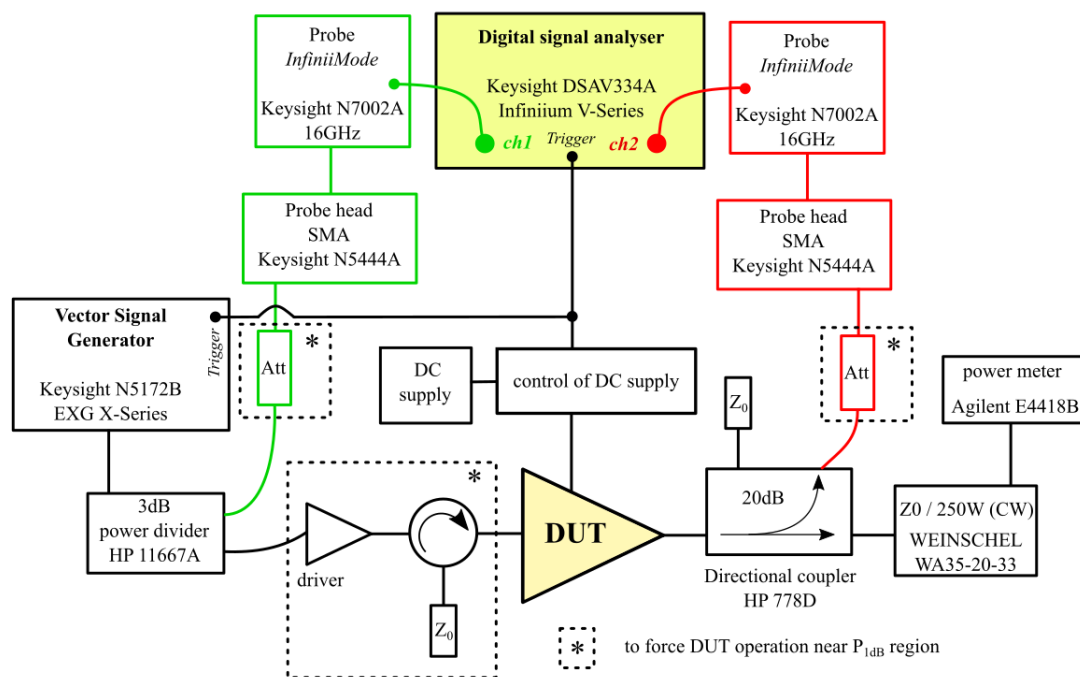 Probe
InfiniiMode
Keysight N7002A
16GHz
Digital signal analyser
Keysight DSAV334A
Infiniium V-Series
ch1
Trigger
ch2
Probe
InfiniiMode
Keysight N7002A
16GHz
Probe head
SMA
Keysight N5444A
Probe head
SMA
Keysight N5444A
Vector Signal
Generator
Trigger
Keysight N5172B
EXG X-Series
Att
*
DC
supply
control of DC supply
Z0
Att
*
power meter
Agilent E4418B
3dB
power divider
HP 11667A
driver
*
Z0
DUT
20dB
Directional coupler
HP 778D
Z0 / 250W (CW)
WEINSCHEL
WA35-20-33
* to force DUT operation near P1dB region